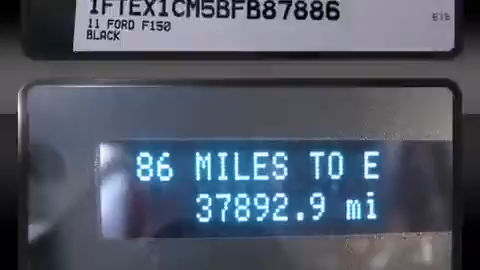 1FTEX1CM5BFB87886
11 FORD F150
BLACK
86 MILES TO E
37892.9 mi